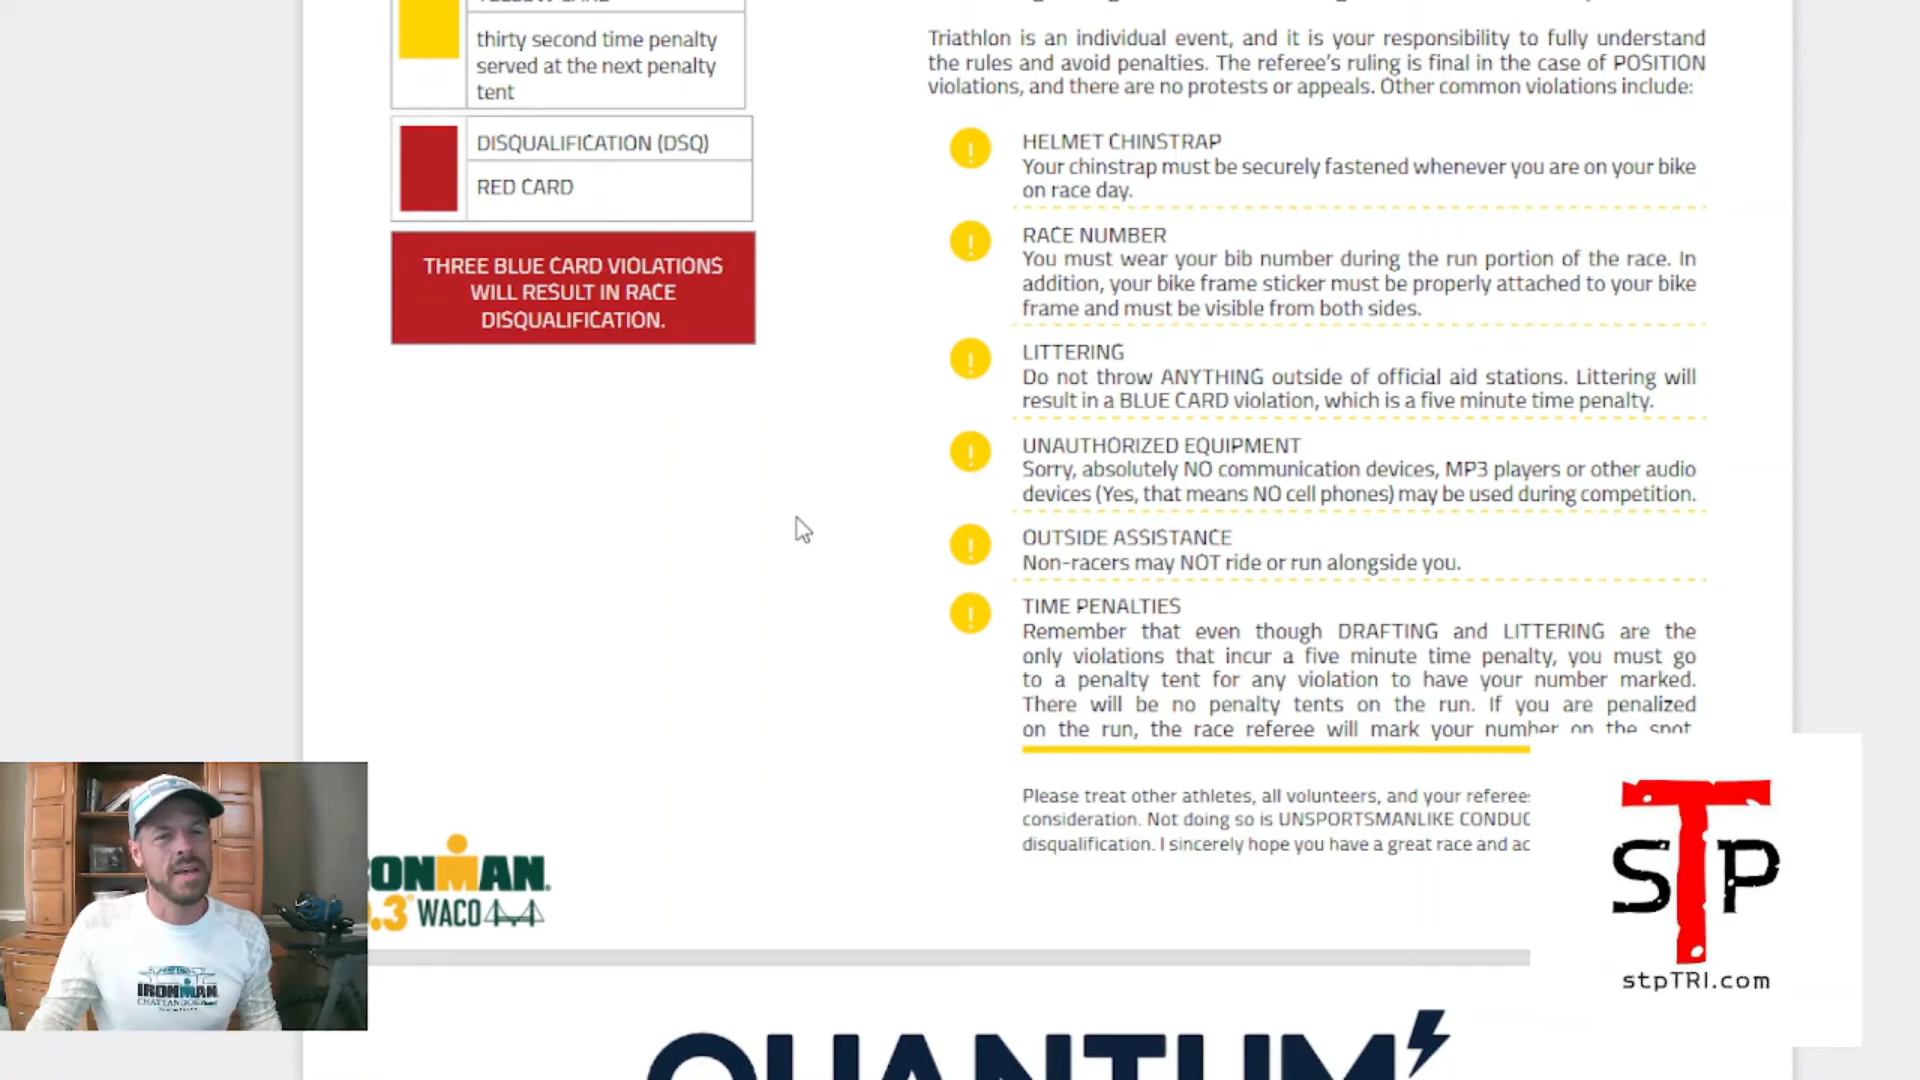 thirty second time penalty
served at the next penalty
tent
DISQUALIFICATION (DSQ)
RED CARD
THREE BLUE CARD VIOLATIONS
WILL RESULT IN RACE
DISQUALIFICATION.
Triathlon is an individual event, and it is your responsibility to fully understand
the rules and avoid penalties. The referee's ruling is final in the case of POSITION
violations, and there are no protests or appeals. Other common violations include:
HELMET CHINSTRAP
Your chinstrap must be securely fastened whenever you are on your bike
on race day.
RACE NUMBER
You must wear your bib number during the run portion of the race. In
addition, your bike frame sticker must be properly attached to your bike
frame and must be visible from both sides.
LITTERING
Do not throw ANYTHING outside of official aid stations. Littering will
result in a BLUE CARD violation, which is a five minute time penalty.
UNAUTHORIZED EQUIPMENT
Sorry, absolutely NO communication devices, MP3 players or other audio
devices (Yes, that means NO cell phones) may be used during competition.
OUTSIDE ASSISTANCE
Non-racers may NOT ride or run alongside you.
TIME PENALTIES
Remember that even though DRAFTING and LITTERING are the
only violations that incur a five minute time penalty, you must go
to a penalty tent for any violation to have your number marked.
There will be no penalty tents on the run. If you are penalized
on the run, the race referee will mark your number on the spot.
Please treat other athletes, all volunteers, and your referee
consideration. Not doing so is UNSPORTSMANLIKE CONDUC
disqualification. I sincerely hope you have a great race and ac
ONMAN
.3 WACO
IRONMAN
CHATTANOOGA
STP
stpTRI.com
QUANTUM